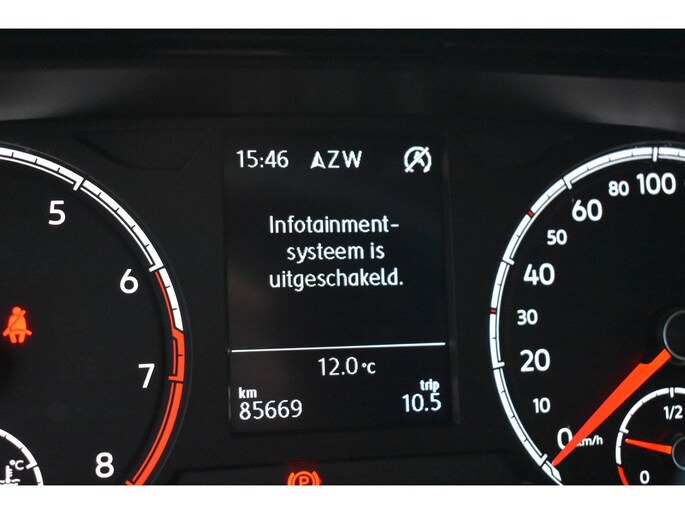 15:46 AZW
Infotainment-
systeem is
uitgeschakeld.
12.0 °C
km
85669
trip
10.5
5
6
7
8
°C
0
10
20
30
40
50
60
80
100
km/h
1/2
0
P